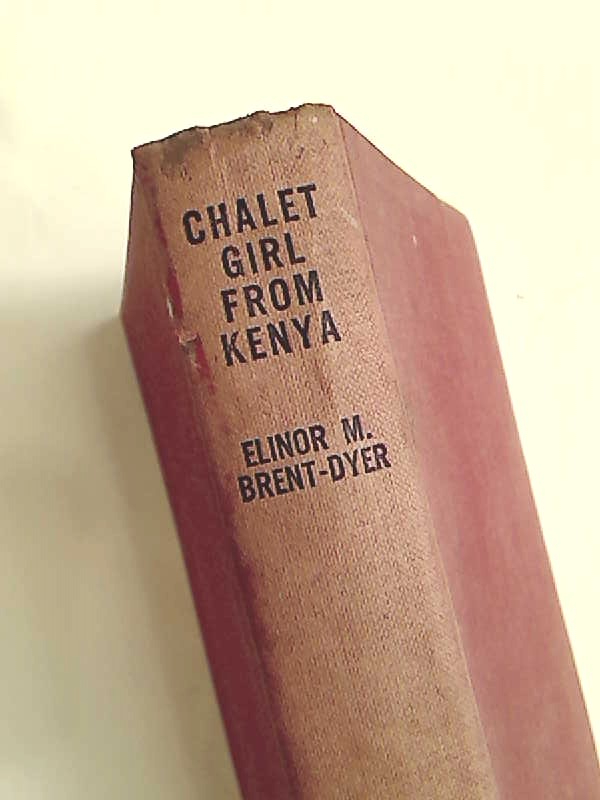 CHALET
GIRL
FROM
KENYA
ELINOR M.
BRENT-DYER